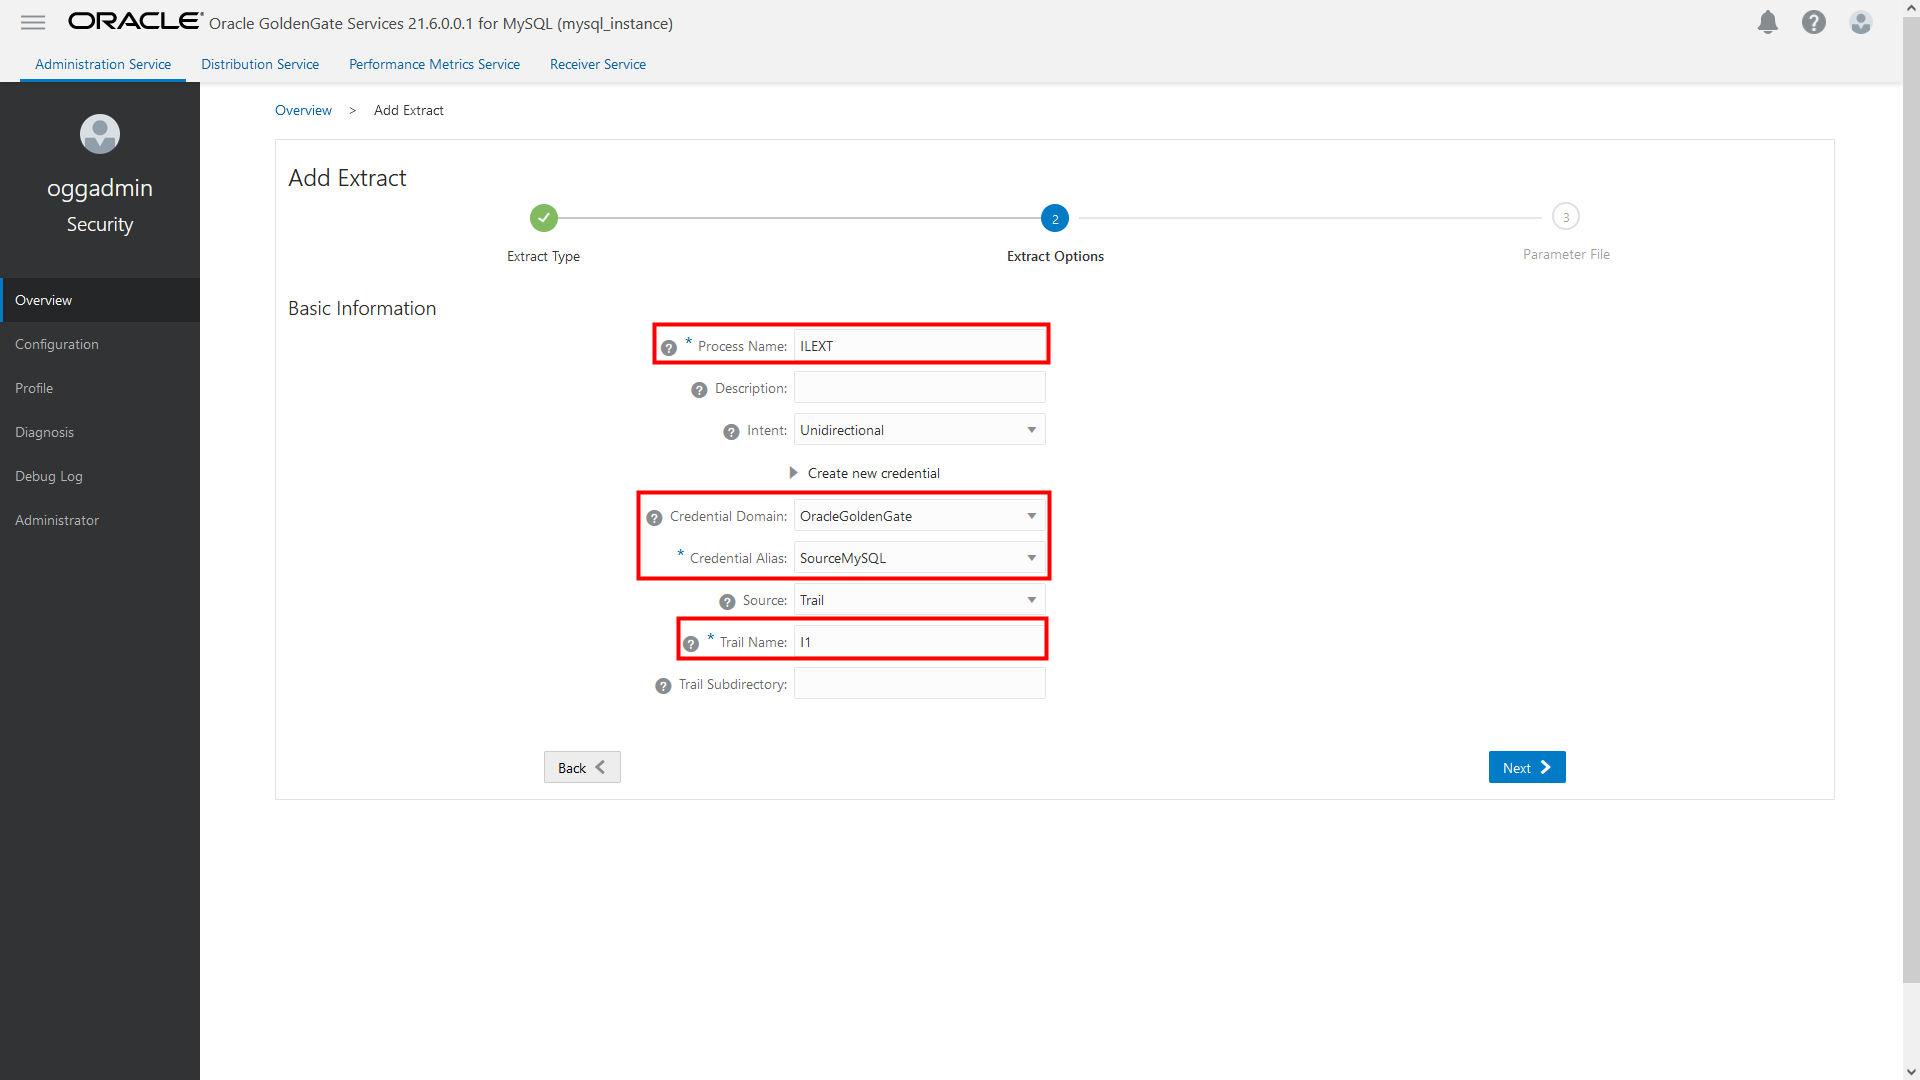 ORACLE Oracle GoldenGate Services 21.6.0.0.1 for MySQL (mysql_instance)
Administration Service Distribution Service Performance Metrics Service Receiver Service
oggadmin
Security
Overview
Configuration
Profile
Diagnosis
Debug Log
Administrator
Overview > Add Extract
Add Extract
2
3
Extract Type
Extract Options
Parameter File
Basic Information
* Process Name: ILEXT
Description:
Intent: Unidirectional
Create new credential
Credential Domain: OracleGoldenGate
* Credential Alias: SourceMySQL
Source: Trail
* Trail Name: I1
Trail Subdirectory:
Back
Next